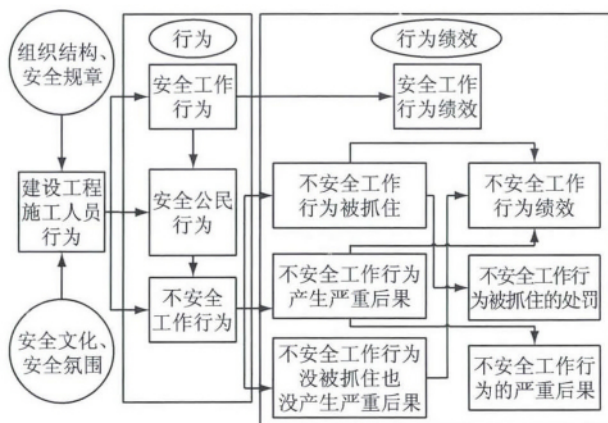 组织结构、
安全规章
建设工程
施工人员
行为
安全文化、
安全氛围
行为
安全工作
行为
安全公民
行为
不安全
工作行为
行为绩效
安全工作
行为绩效
不安全工作
行为被抓住
不安全工作
行为绩效
不安全工作行为
产生严重后果
不安全工作行
为被抓住的处罚
不安全工作行为
没被抓住也
没产生严重后果
不安全工作行
为的严重后果